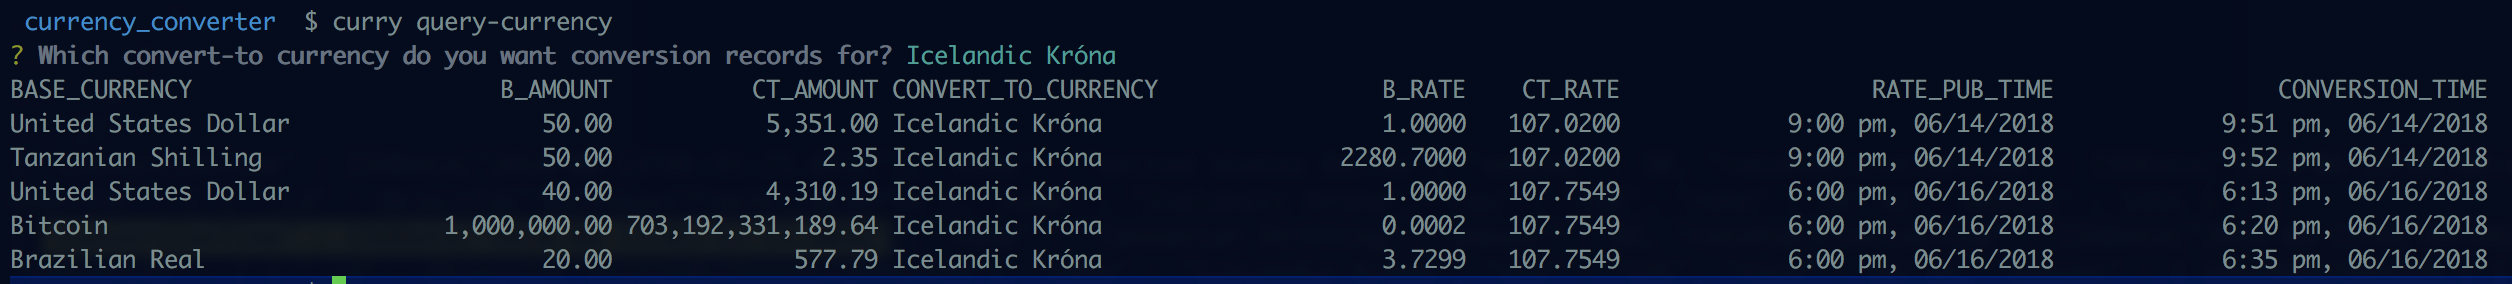 currency_converter $ curry query-currency
? Which convert-to currency do you want conversion records for? Icelandic Króna
BASE_CURRENCY B_AMOUNT CT_AMOUNT CONVERT_TO_CURRENCY B_RATE CT_RATE RATE_PUB_TIME CONVERSION_TIME
United States Dollar 50.00 5,351.00 Icelandic Króna 1.0000 107.0200 9:00 pm, 06/14/2018 9:51 pm, 06/14/2018
Tanzanian Shilling 50.00 2.35 Icelandic Króna 2280.7000 107.0200 9:00 pm, 06/14/2018 9:52 pm, 06/14/2018
United States Dollar 40.00 4,310.19 Icelandic Króna 1.0000 107.7549 6:00 pm, 06/16/2018 6:13 pm, 06/16/2018
Bitcoin 1,000,000.00 703,192,331,189.64 Icelandic Króna 0.0002 107.7549 6:00 pm, 06/16/2018 6:20 pm, 06/16/2018
Brazilian Real 20.00 577.79 Icelandic Króna 3.7299 107.7549 6:00 pm, 06/16/2018 6:35 pm, 06/16/2018